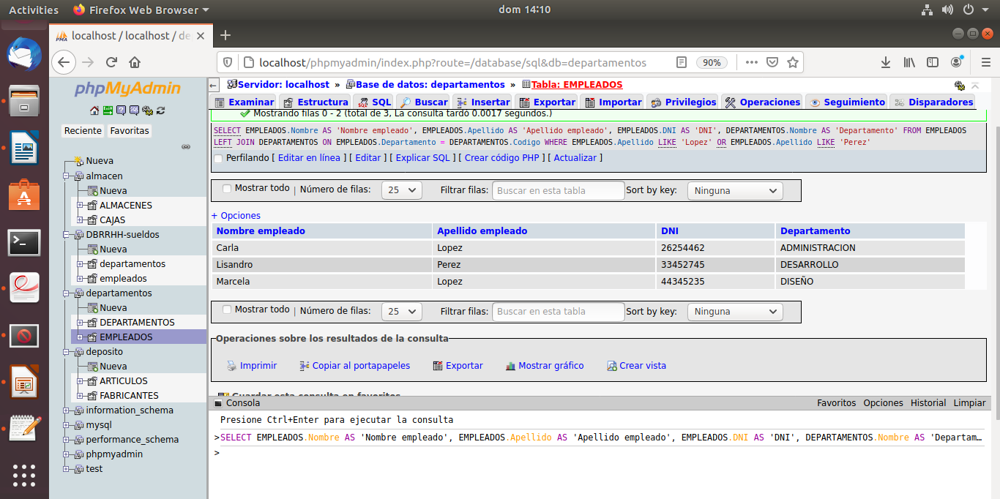 Activities Firefox Web Browser dom 14:10
localhost / localhost / de
localhost/phpmyadmin/index.php?route=/database/sql&db=departamentos 90%
phpMyAdmin
Reciente Favoritas
Nueva
almacen
Nueva
ALMACENES
CAJAS
DBRRHH-sueldos
Nueva
departamentos
empleados
departamentos
Nueva
DEPARTAMENTOS
EMPLEADOS
deposito
Nueva
ARTICULOS
FABRICANTES
information_schema
mysql
performance_schema
phpmyadmin
test
Servidor: localhost » Base de datos: departamentos » Tabla: EMPLEADOS
Examinar Estructura SQL Buscar Insertar Exportar Importar Privilegios Operaciones Seguimiento Disparadores
Mostrando filas 0 - 2 (total de 3, La consulta tardó 0.0017 segundos.)
SELECT EMPLEADOS.Nombre AS 'Nombre empleado', EMPLEADOS.Apellido AS 'Apellido empleado', EMPLEADOS.DNI AS 'DNI', DEPARTAMENTOS.Nombre AS 'Departamento' FROM EMPLEADOS
LEFT JOIN DEPARTAMENTOS ON EMPLEADOS.Departamento = DEPARTAMENTOS.Codigo WHERE EMPLEADOS.Apellido LIKE 'Lopez' OR EMPLEADOS.Apellido LIKE 'Perez'
Perfilando [ Editar en línea ] [ Editar ] [ Explicar SQL ] [ Crear código PHP ] [ Actualizar ]
Mostrar todo | Número de filas: 25 Filtrar filas: Buscar en esta tabla Sort by key: Ninguna
+ Opciones
Nombre empleado Apellido empleado DNI Departamento
Carla Lopez 26254462 ADMINISTRACION
Lisandro Perez 33452745 DESARROLLO
Marcela Lopez 44345235 DISEÑO
Mostrar todo | Número de filas: 25 Filtrar filas: Buscar en esta tabla Sort by key: Ninguna
Operaciones sobre los resultados de la consulta
Imprimir Copiar al portapapeles Exportar Mostrar gráfico Crear vista
Guardar esta consulta en favoritos
Consola Favoritos Opciones Historial Limpiar
Presione Ctrl+Enter para ejecutar la consulta
>SELECT EMPLEADOS.Nombre AS 'Nombre empleado', EMPLEADOS.Apellido AS 'Apellido empleado', EMPLEADOS.DNI AS 'DNI', DEPARTAMENTOS.Nombre AS 'Departam…
>